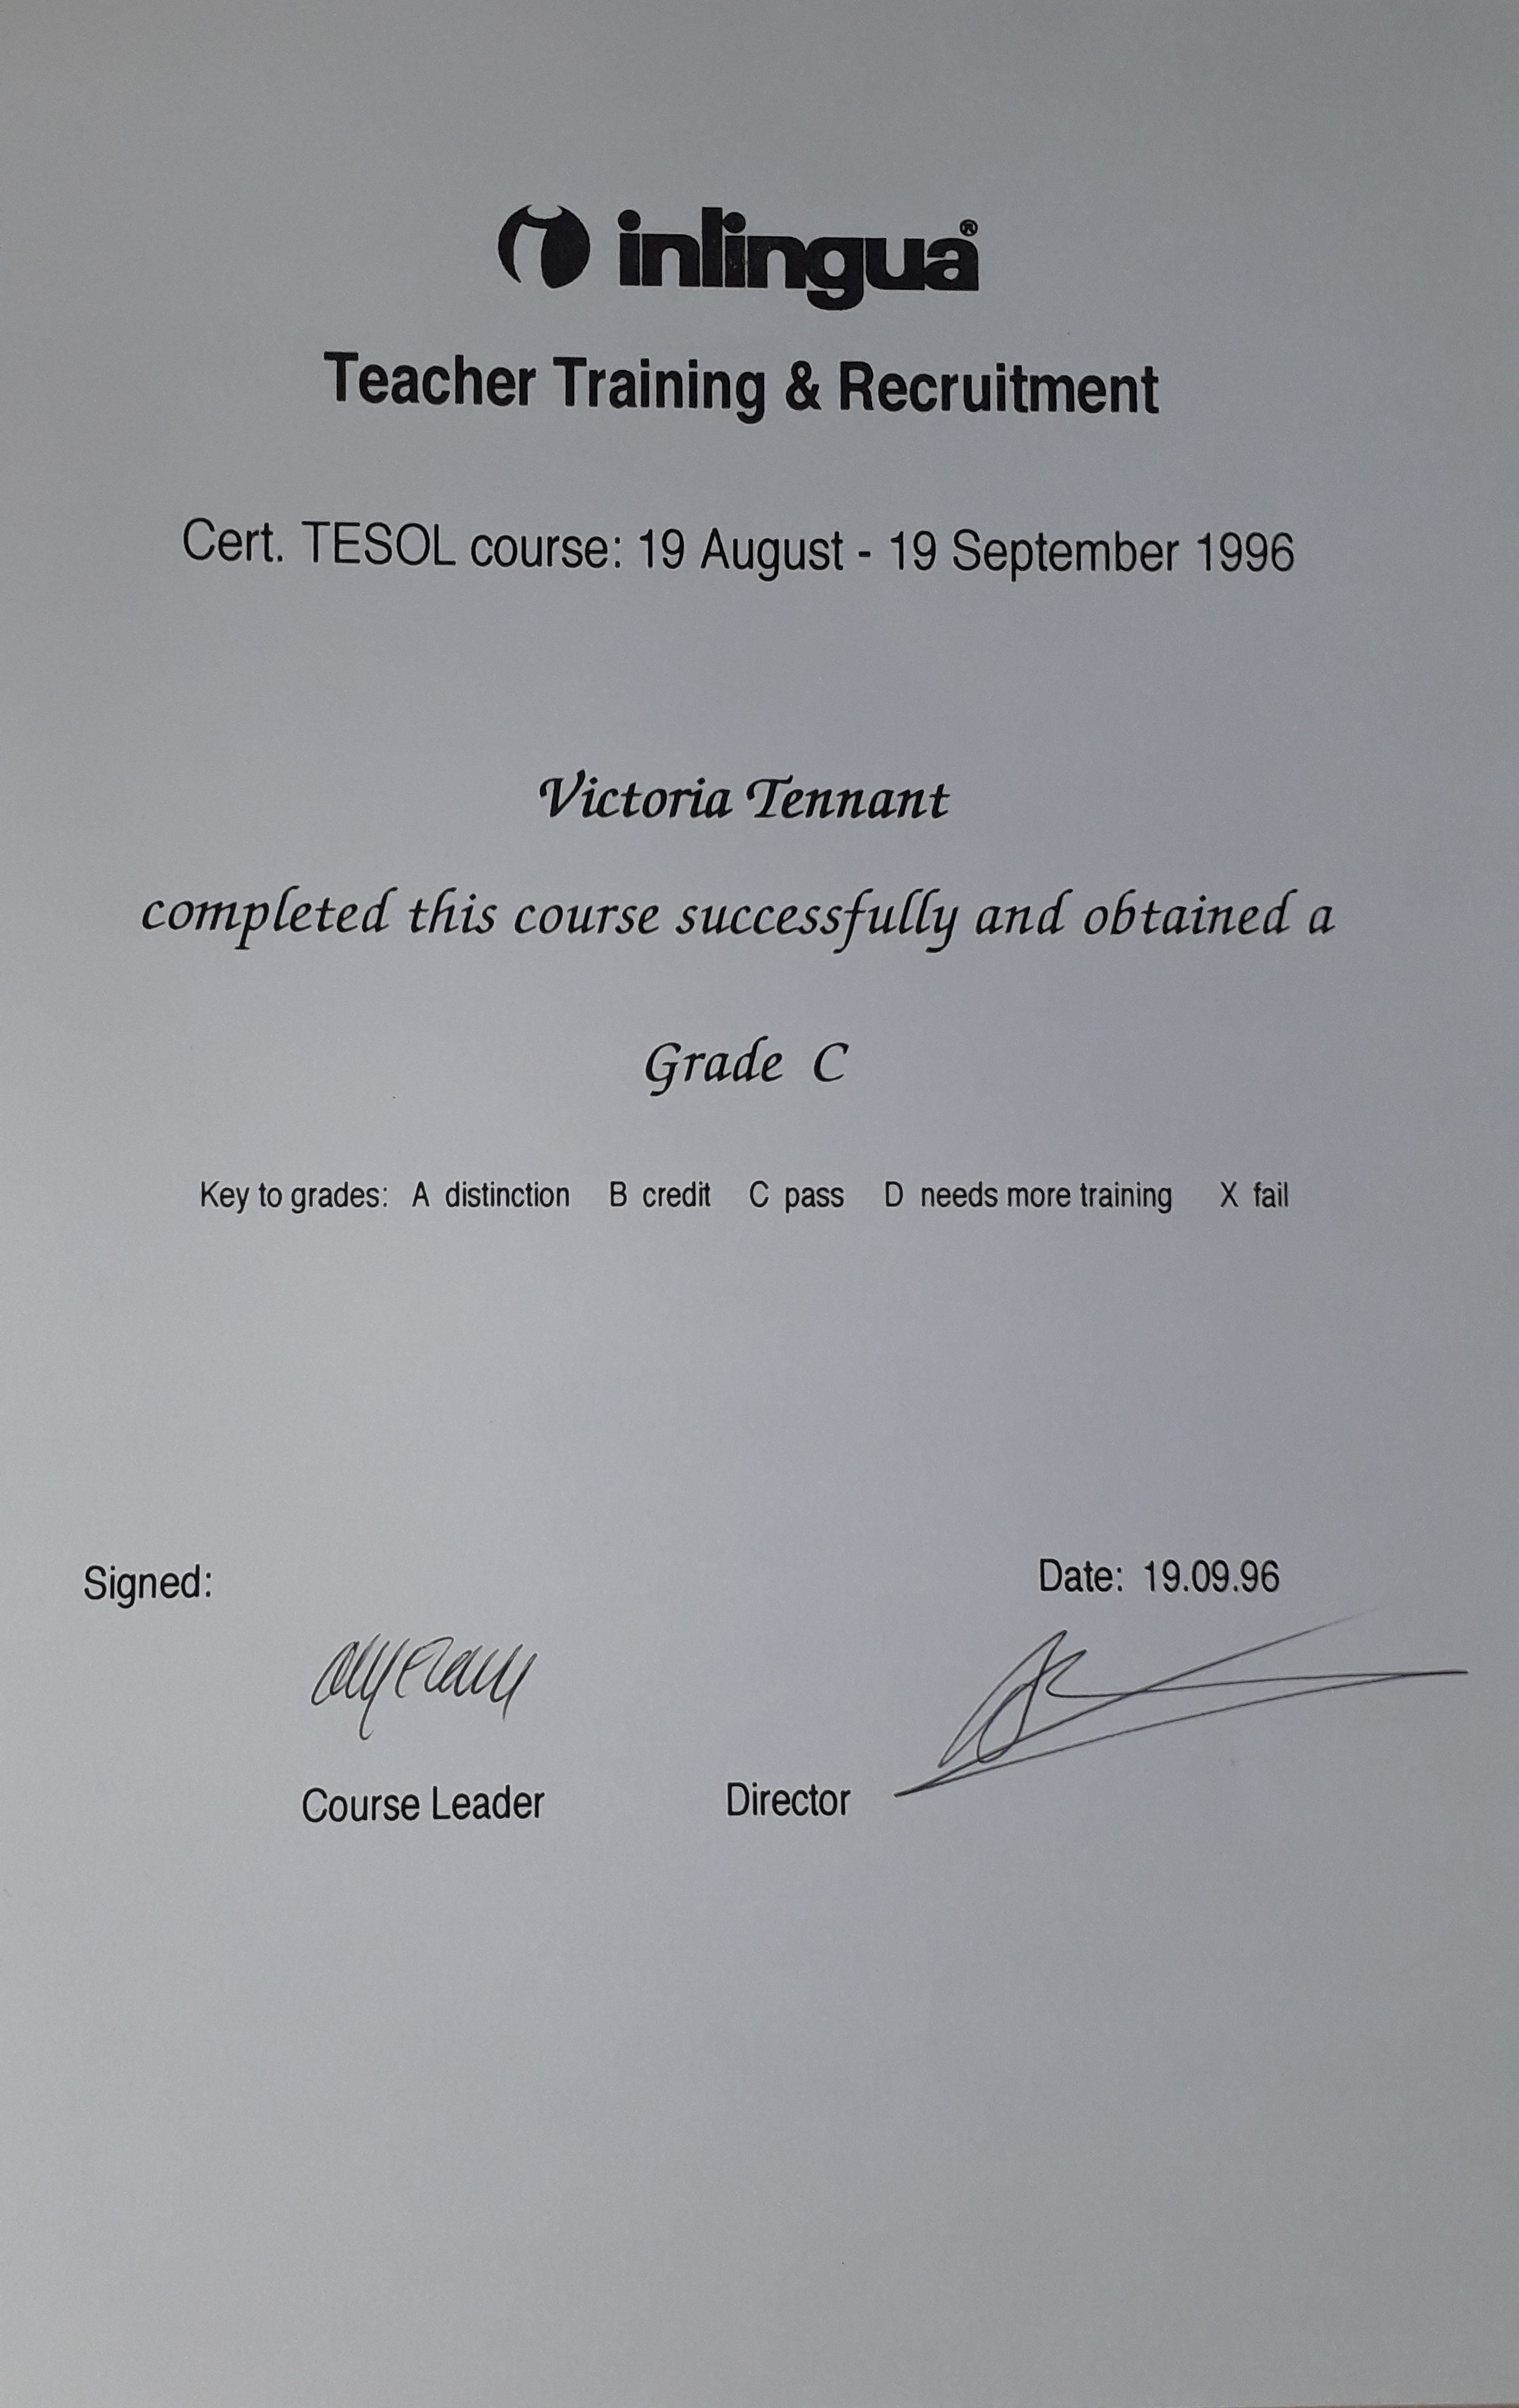 inlingua®
Teacher Training & Recruitment
Cert. TESOL course: 19 August - 19 September 1996
Victoria Tennant
completed this course successfully and obtained a
Grade C
Key to grades: A distinction B credit C pass D needs more training X fail
Signed:
Date: 19.09.96
Course Leader
Director